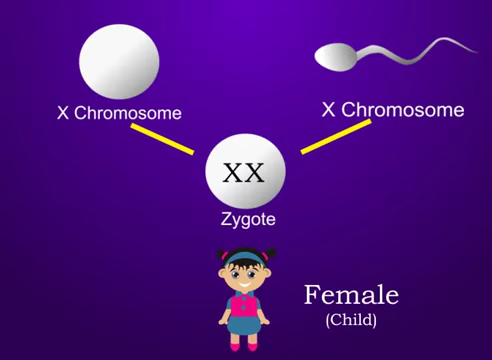 X Chromosome
X Chromosome
XX
Zygote
Female
(Child)